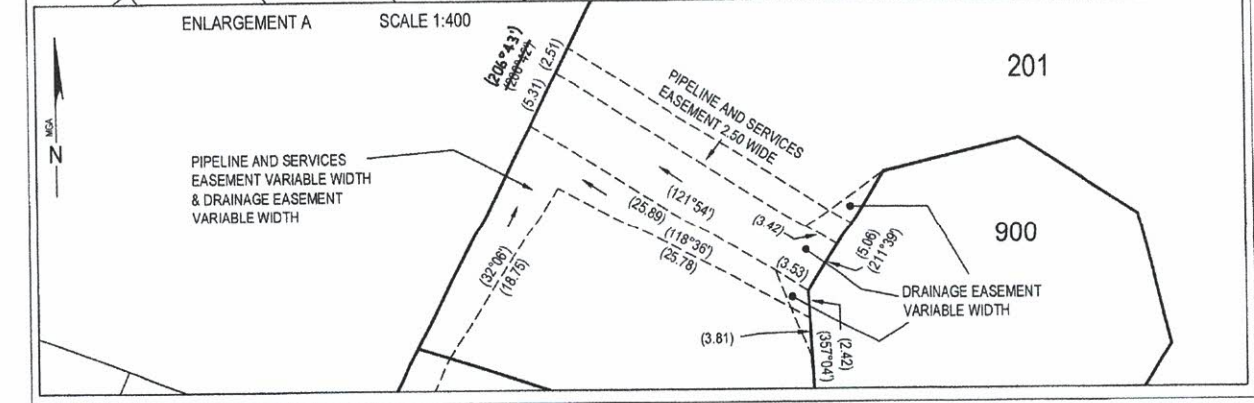 ENLARGEMENT A
SCALE 1:400
(206°43')
(2.51)
(5.31)
201
PIPELINE AND SERVICES
EASEMENT 2.50 WIDE
MGA
N
PIPELINE AND SERVICES
EASEMENT VARIABLE WIDTH
& DRAINAGE EASEMENT
VARIABLE WIDTH
(121°54')
(25.89)
(118°36')
(25.78)
(3.42)
(5.06)
(211°39')
900
(3.53)
(32°06')
(18.75)
DRAINAGE EASEMENT
VARIABLE WIDTH
(3.81)
(2.42)
(357°04')